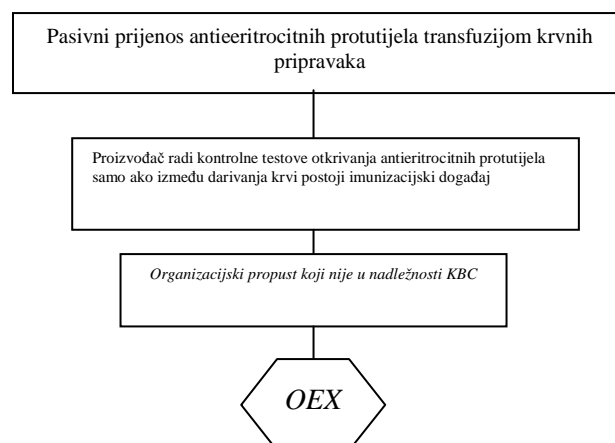 Pasivni prijenos antieeritrocitnih protutijela transfuzijom krvnih
pripravaka
Proizvođač radi kontrolne testove otkrivanja antieritrocitnih protutijela
samo ako između darivanja krvi postoji imunizacijski događaj
Organizacijski propust koji nije u nadležnosti KBC
OEX